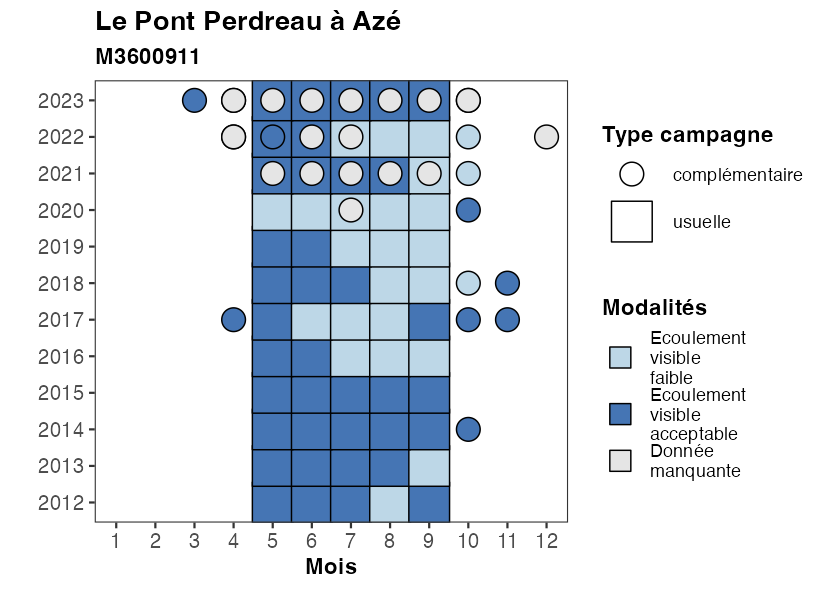 Le Pont Perdreau à Azé
M3600911
2023
2022
2021
2020
2019
2018
2017
2016
2015
2014
2013
2012
1 2 3 4 5 6 7 8 9 10 11 12
Mois
Type campagne
complémentaire
usuelle
Modalités
Ecoulement
visible
faible
Ecoulement
visible
acceptable
Donnée
manquante